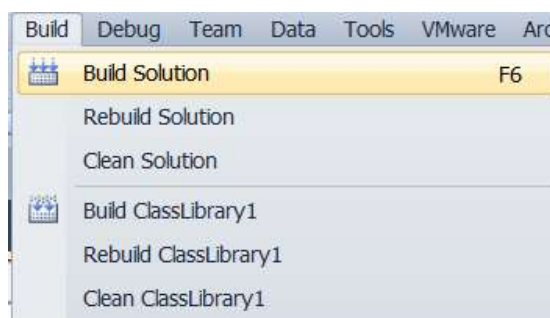 Build Debug Team Data Tools VMware Arc
Build Solution F6
Rebuild Solution
Clean Solution
Build ClassLibrary1
Rebuild ClassLibrary1
Clean ClassLibrary1